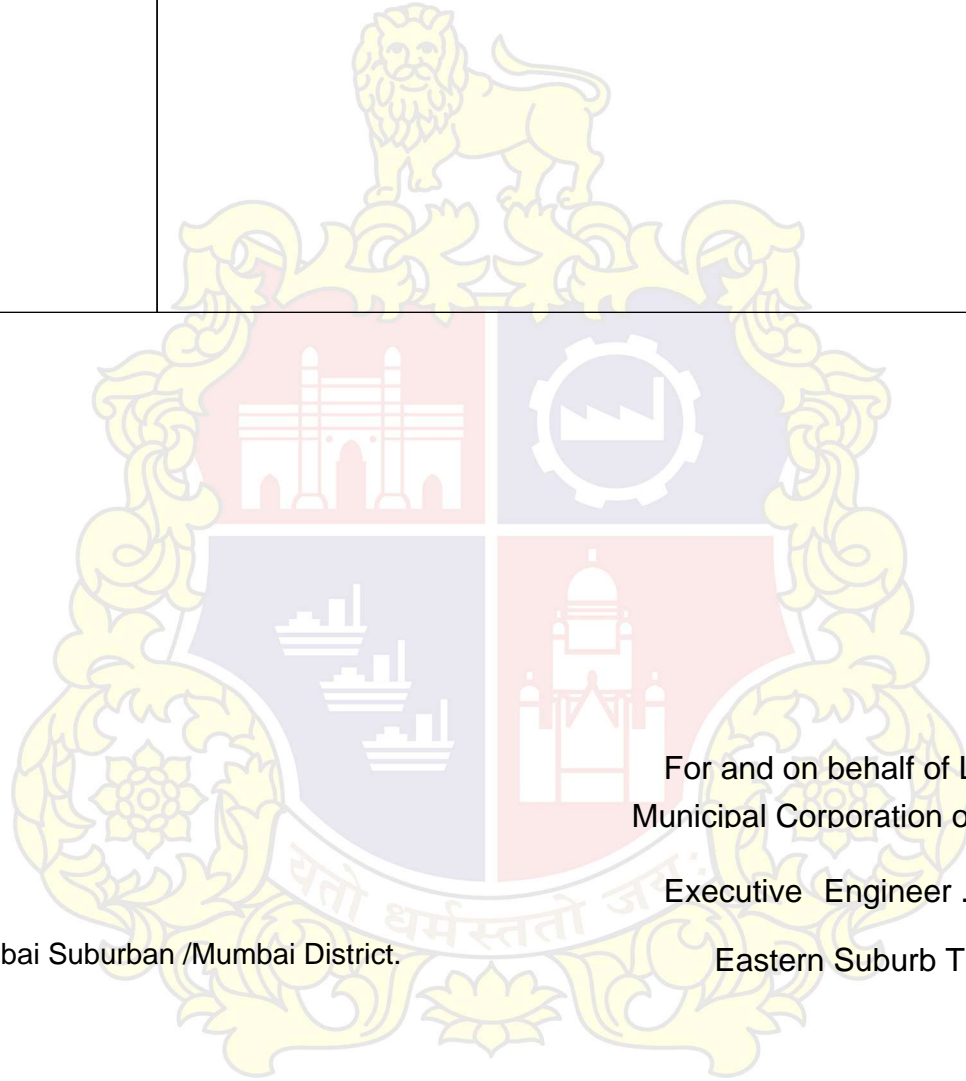 For and on behalf of L
Municipal Corporation o
Executive Engineer .
bai Suburban /Mumbai District.
Eastern Suburb T
यतो धर्मस्ततो जय: